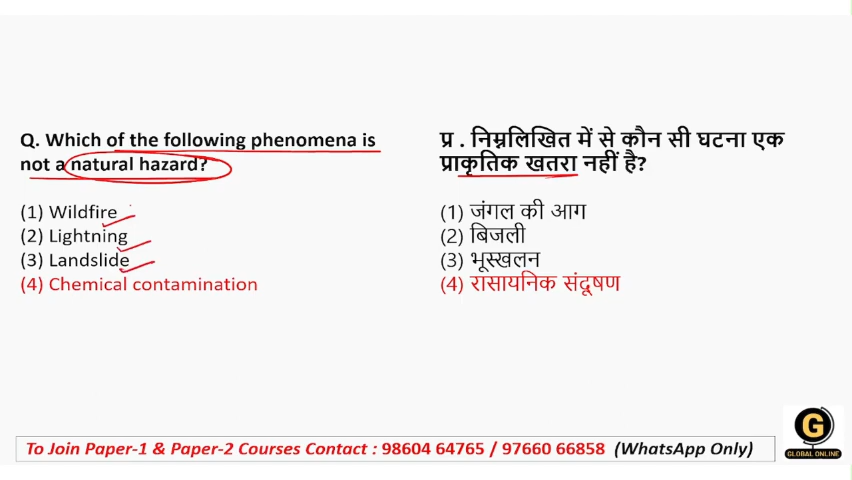 Q. Which of the following phenomena is
not a natural hazard?
(1) Wildfire
(2) Lightning
(3) Landslide
(4) Chemical contamination
प्र . निम्नलिखित में से कौन सी घटना एक
प्राकृतिक खतरा नहीं है?
(1) जंगल की आग
(2) बिजली
(3) भूस्खलन
(4) रासायनिक संदूषण
To Join Paper-1 & Paper-2 Courses Contact : 98604 64765 / 97660 66858 (WhatsApp Only)
G
GLOBAL ONLINE